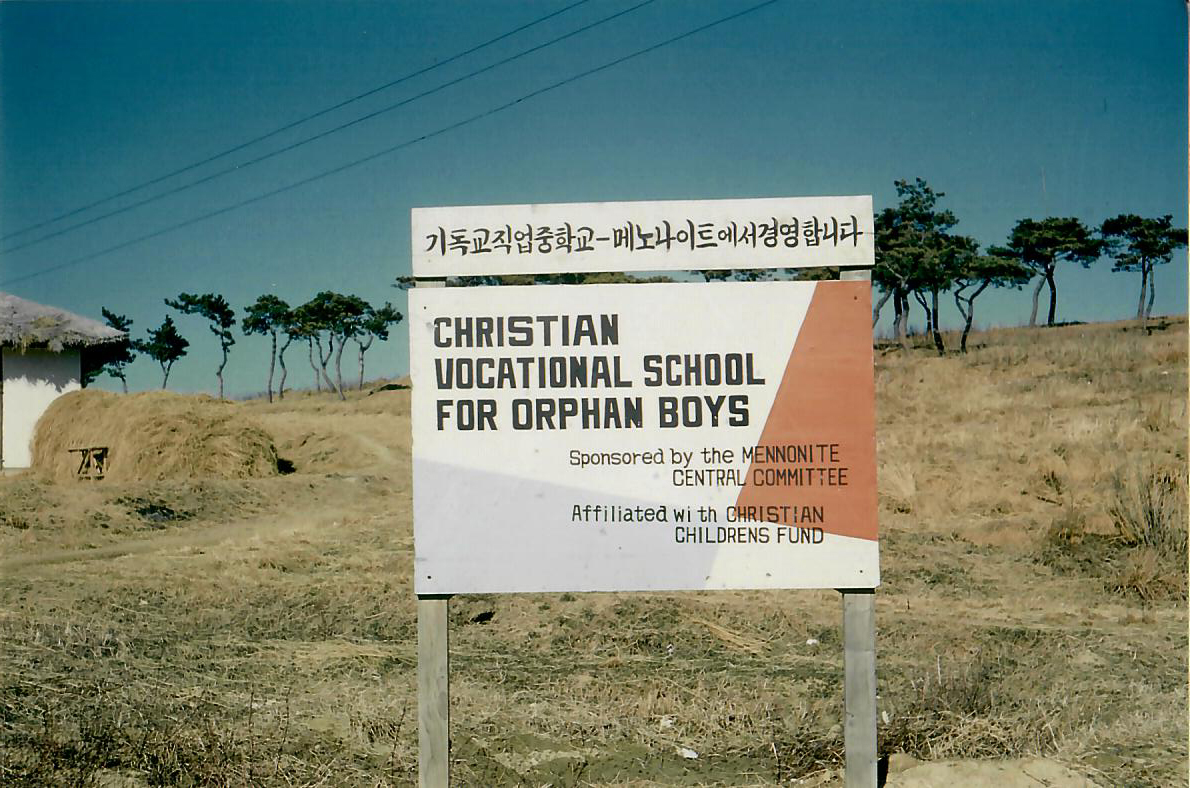 기독교직업중학교-메노나이트에서경영합니다
CHRISTIAN
VOCATIONAL SCHOOL
FOR ORPHAN BOYS
Sponsored by the MENNONITE
CENTRAL COMMITTEE
Affiliated with CHRISTIAN
CHILDRENS FUND